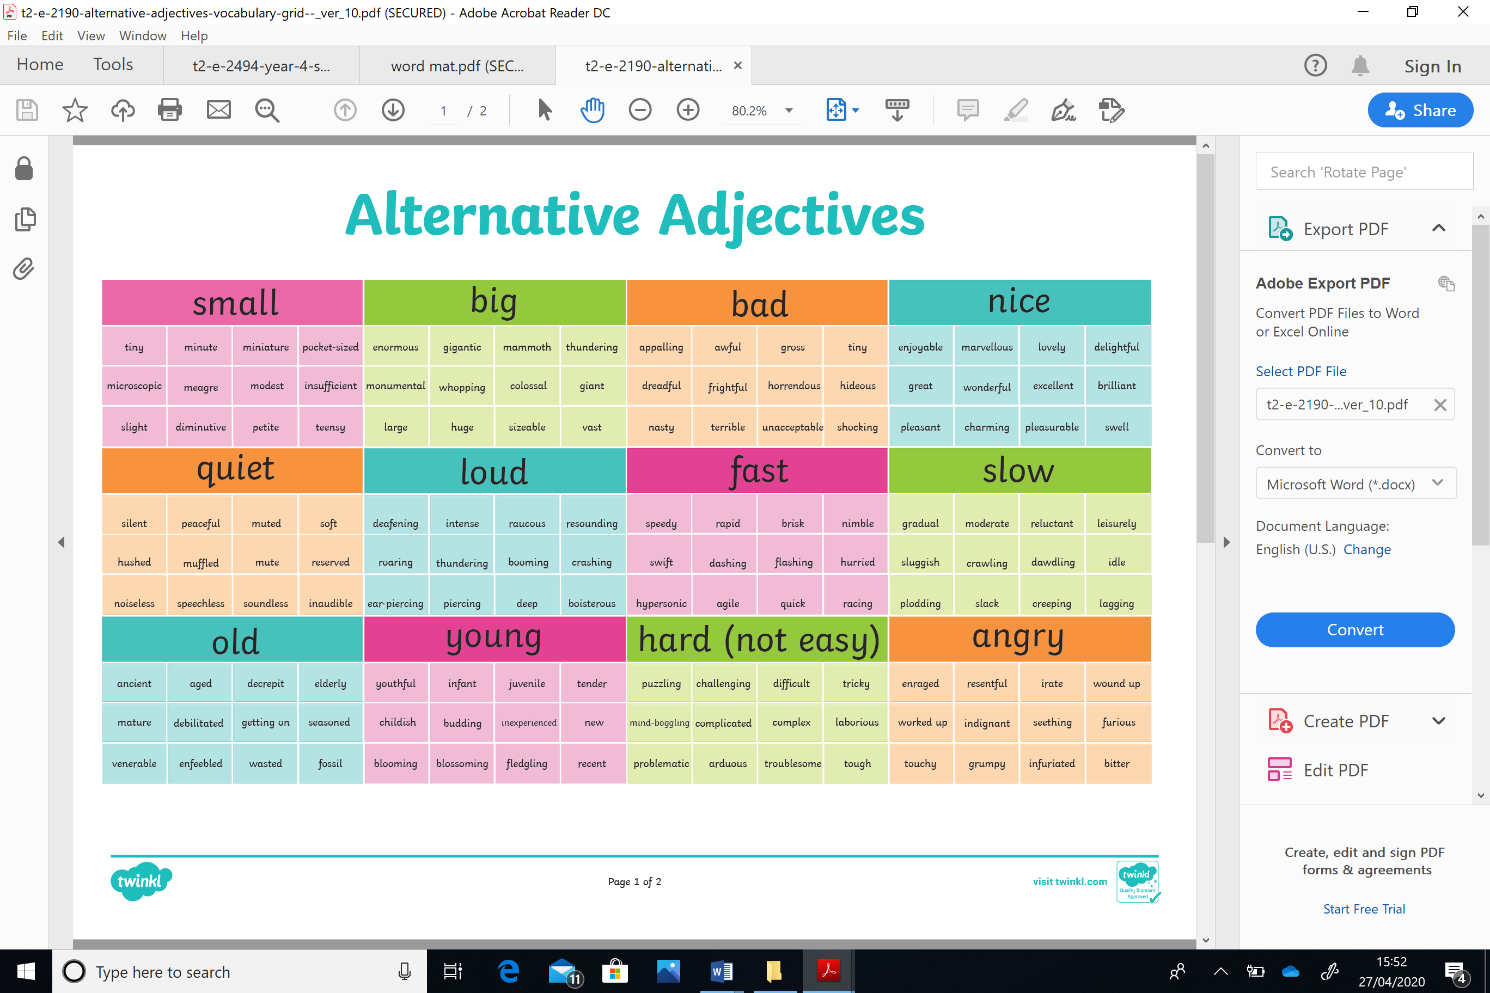 t2-e-2190-alternative-adjectives-vocabulary-grid--_ver_10.pdf (SECURED) - Adobe Acrobat Reader DC
File Edit View Window Help
Home Tools t2-e-2494-year-4-s... word mat.pdf (SEC... t2-e-2190-alternati... Sign In
1 / 2 80.2% Share
Search 'Rotate Page'
Export PDF
Adobe Export PDF
Convert PDF Files to Word
or Excel Online
Select PDF File
t2-e-2190-...ver_10.pdf
Convert to
Microsoft Word (*.docx)
Document Language:
English (U.S.) Change
Convert
Create PDF
Edit PDF
Create, edit and sign PDF
forms & agreements
Start Free Trial
Alternative Adjectives
small big bad nice
tiny minute miniature pocket-sized enormous gigantic mammoth thundering appalling awful gross tiny enjoyable marvellous lovely delightful
microscopic meagre modest insufficient monumental whopping colossal giant dreadful frightful horrendous hideous great wonderful excellent brilliant
slight diminutive petite teensy large huge sizeable vast nasty terrible unacceptable shocking pleasant charming pleasurable swell
quiet loud fast slow
silent peaceful muted soft deafening intense raucous resounding speedy rapid brisk nimble gradual moderate reluctant leisurely
hushed muffled mute reserved roaring thundering booming crashing swift dashing flashing hurried sluggish crawling dawdling idle
noiseless speechless soundless inaudible ear-piercing piercing deep boisterous hypersonic agile quick racing plodding slack creeping lagging
old young hard (not easy) angry
ancient aged decrepit elderly youthful infant juvenile tender puzzling challenging difficult tricky enraged resentful irate wound up
mature debilitated getting on seasoned childish budding inexperienced new mind-boggling complicated complex laborious worked up indignant seething furious
venerable enfeebled wasted fossil blooming blossoming fledgling recent problematic arduous troublesome tough touchy grumpy infuriated bitter
twinkl Page 1 of 2 visit twinkl.com twinkl
Quality Standard
Approved
Type here to search 11 15:52
27/04/2020 4